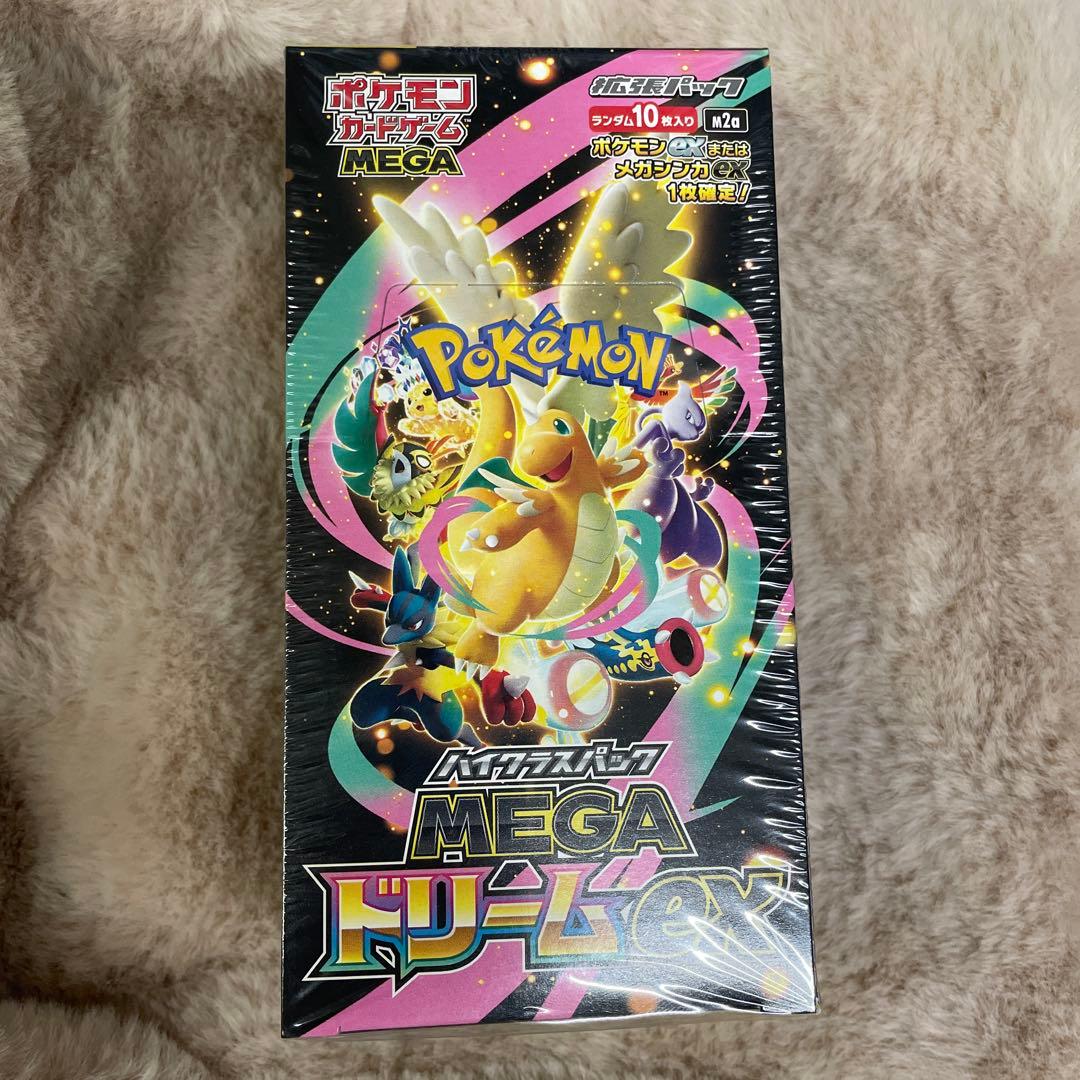 ポケモン
カードゲーム™
MEGA
拡張パック
ランダム10枚入り M2a
ポケモンexまたは
メガシンカex
1枚確定!
POKéMON™
ハイクラスパック
MEGA
ドリームex